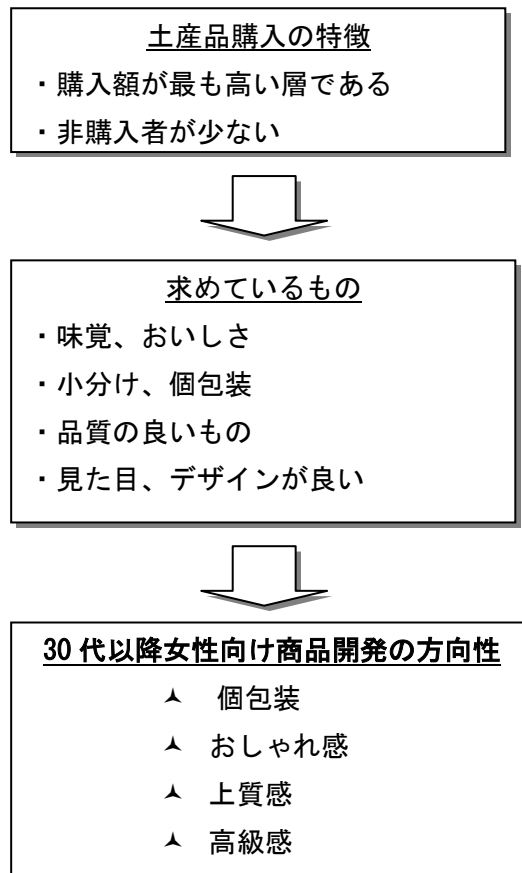 土産品購入の特徴
・購入額が最も高い層である
・非購入者が少ない
求めているもの
・味覚、おいしさ
・小分け、個包装
・品質の良いもの
・見た目、デザインが良い
30代以降女性向け商品開発の方向性
個包装
おしゃれ感
上質感
高級感